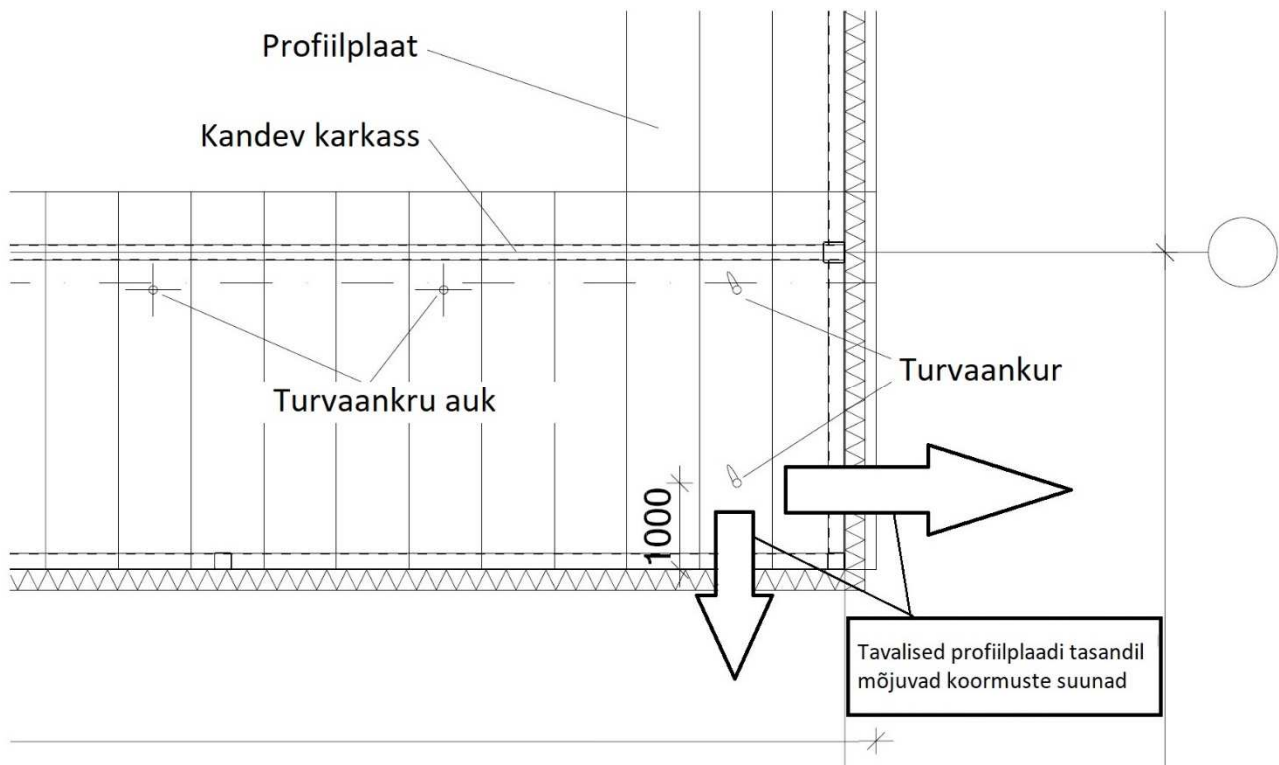 Profiilplaat
Kandev karkass
Turvaankru auk
Turvaankur
1000
Tavalised profiilplaadi tasandil
mõjuvad koormuste suunad